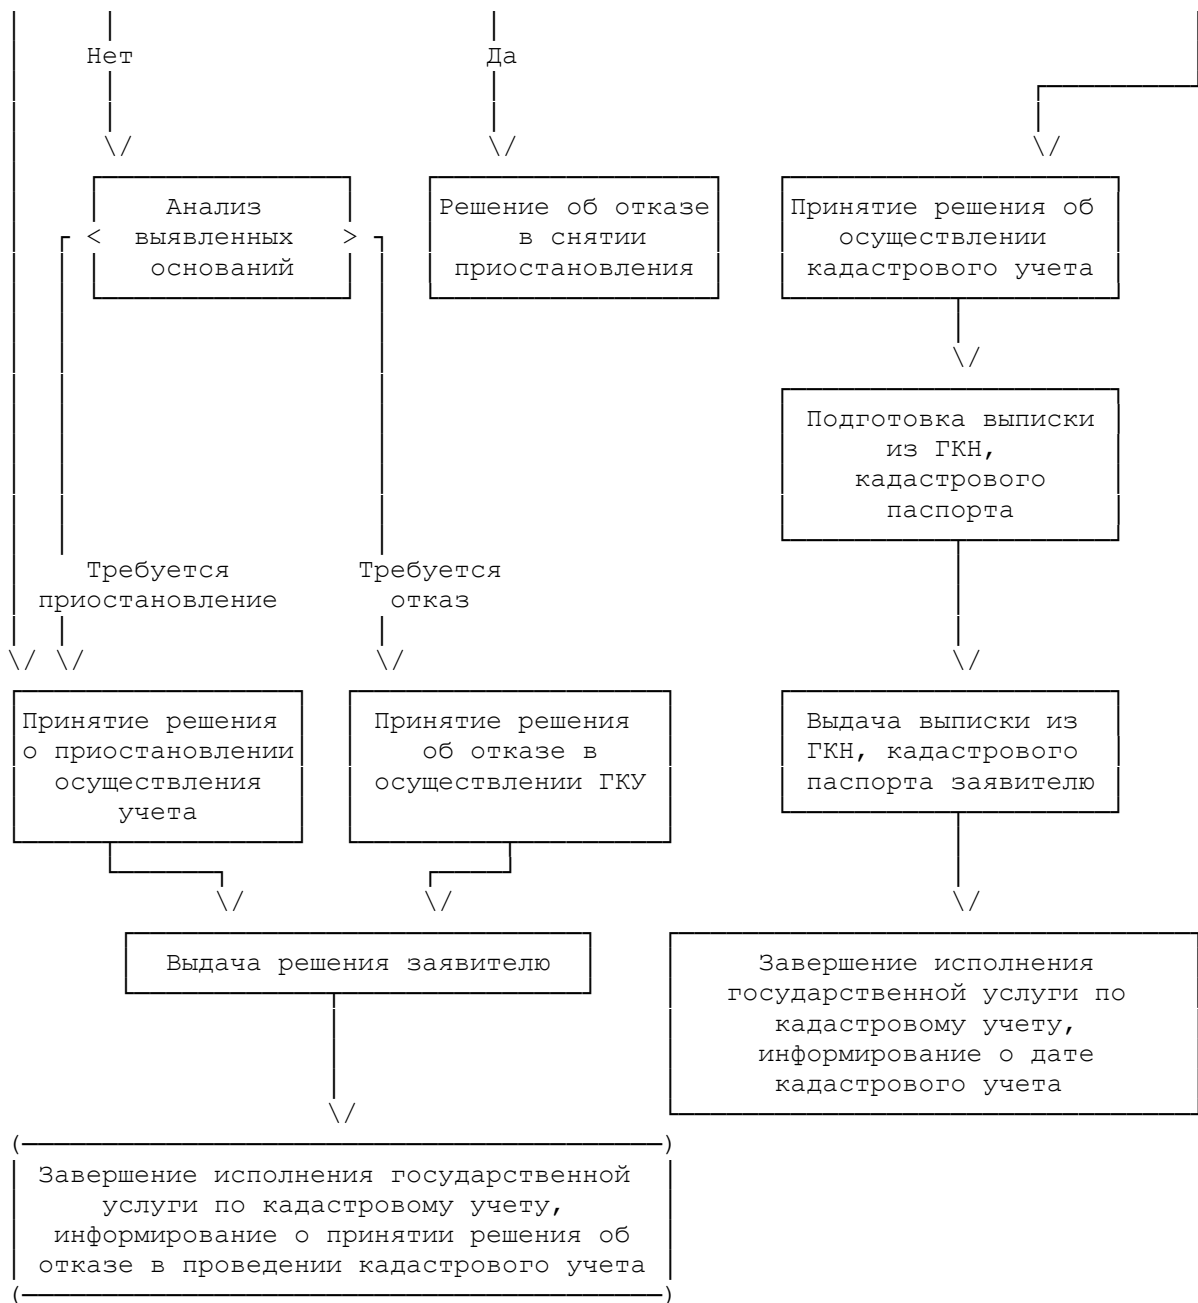 Нет
Да
Анализ
выявленных
оснований
Решение об отказе
в снятии
приостановления
Принятие решения об
осуществлении
кадастрового учета
Подготовка выписки
из ГКН,
кадастрового
паспорта
Требуется
приостановление
Требуется
отказ
Принятие решения
о приостановлении
осуществления
учета
Принятие решения
об отказе в
осуществлении ГКУ
Выдача выписки из
ГКН, кадастрового
паспорта заявителю
Выдача решения заявителю
Завершение исполнения
государственной услуги по
кадастровому учету,
информирование о дате
кадастрового учета
Завершение исполнения государственной
услуги по кадастровому учету,
информирование о принятии решения об
отказе в проведении кадастрового учета